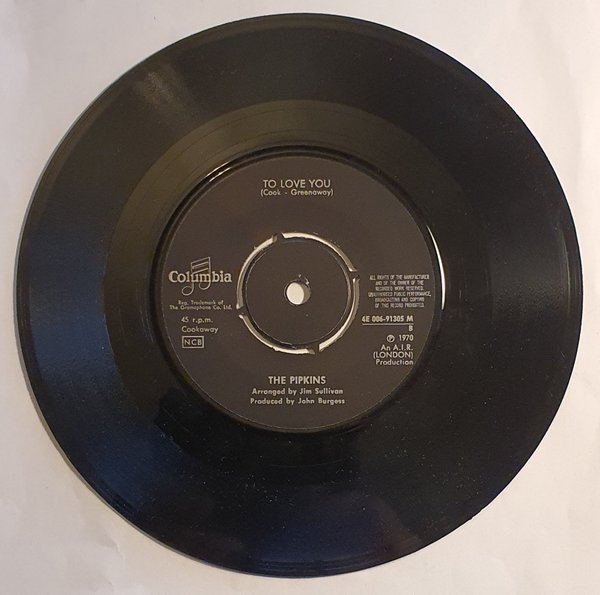 TO LOVE YOU
(Cook - Greenaway)
Columbia
Reg. Trademark of
The Gramophone Co. Ltd.
45 r.p.m.
Cookaway
NCB
ALL RIGHTS OF THE MANUFACTURER
AND OF THE OWNER OF THE
RECORDED WORK RESERVED.
UNAUTHORISED PUBLIC PERFORMANCE,
BROADCASTING AND COPYING
OF THIS RECORD PROHIBITED.
4E 006-91305 M
B
Ⓟ 1970
An A.I.R.
(LONDON)
Production
THE PIPKINS
Arranged by Jim Sullivan
Produced by John Burgess